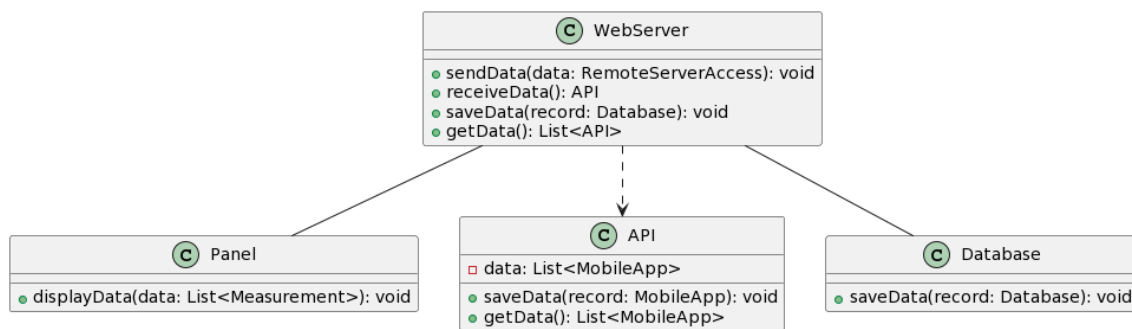 C WebServer
sendData(data: RemoteServerAccess): void
receiveData(): API
saveData(record: Database): void
getData(): List<API>
C Panel
displayData(data: List<Measurement>): void
C API
data: List<MobileApp>
saveData(record: MobileApp): void
getData(): List<MobileApp>
C Database
saveData(record: Database): void